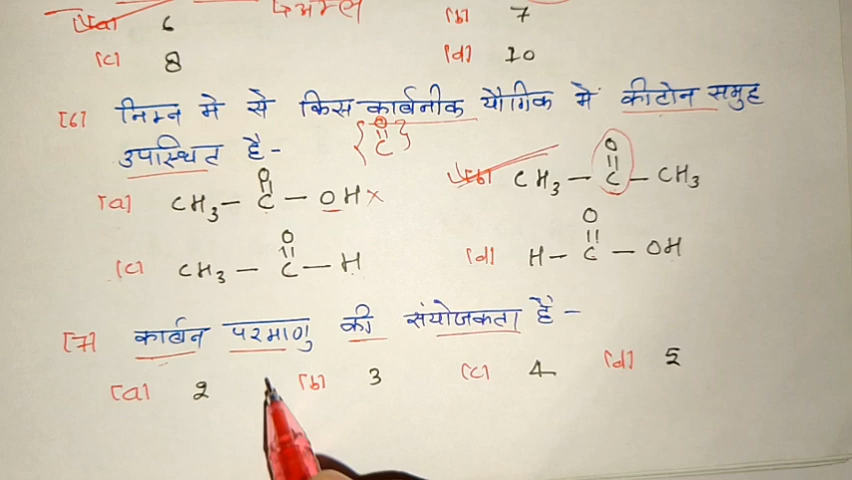 [a] 6 [b] 7
[c] 8 [d] 10
[6] निम्न मे से किस कार्बनीक यौगिक में कीटोन समुह
उपस्थित है-
{O=C}
[a] CH₃-C(=O)-OH × [b] CH₃-C(=O)-CH₃
[c] CH₃-C(=O)-H [d] H-C(=O)-OH
[7] कार्बन परमाणु की संयोजकता है-
[a] 2 [b] 3 [c] 4 [d] 5